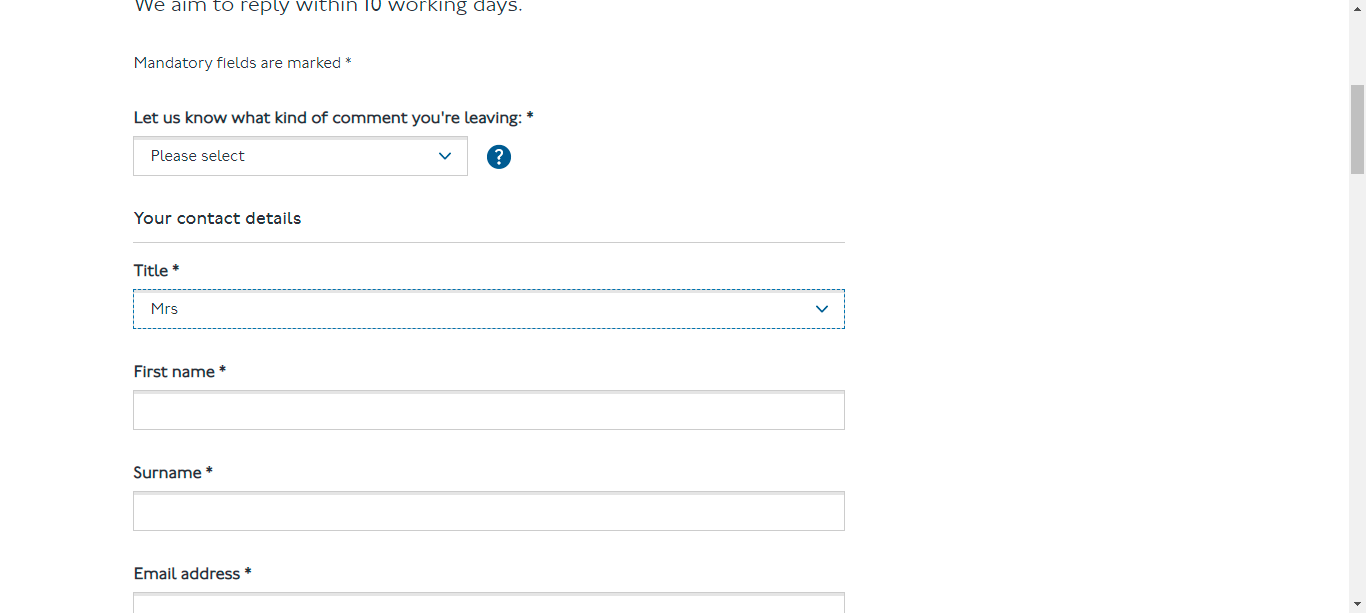 We aim to reply within 10 working days.
Mandatory fields are marked *
Let us know what kind of comment you're leaving: *
Please select
?
Your contact details
Title *
Mrs
First name *
Surname *
Email address *